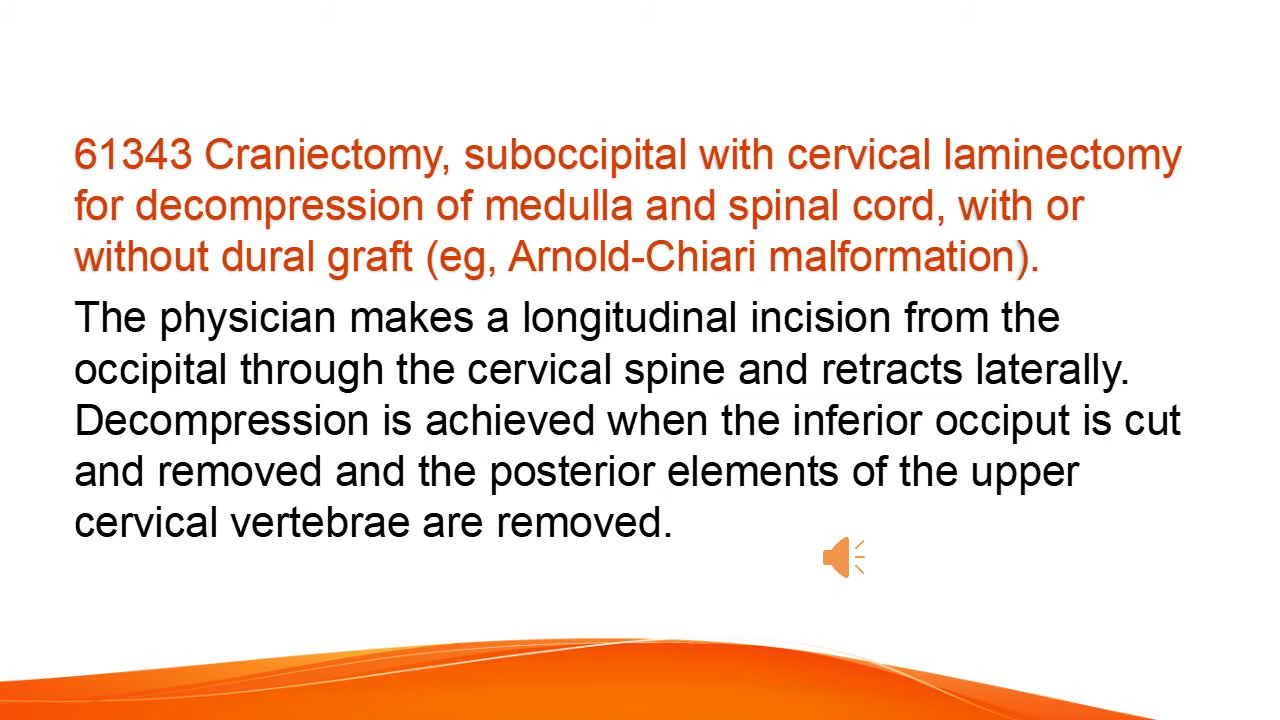 61343 Craniectomy, suboccipital with cervical laminectomy
for decompression of medulla and spinal cord, with or
without dural graft (eg, Arnold-Chiari malformation).
The physician makes a longitudinal incision from the
occipital through the cervical spine and retracts laterally.
Decompression is achieved when the inferior occiput is cut
and removed and the posterior elements of the upper
cervical vertebrae are removed.